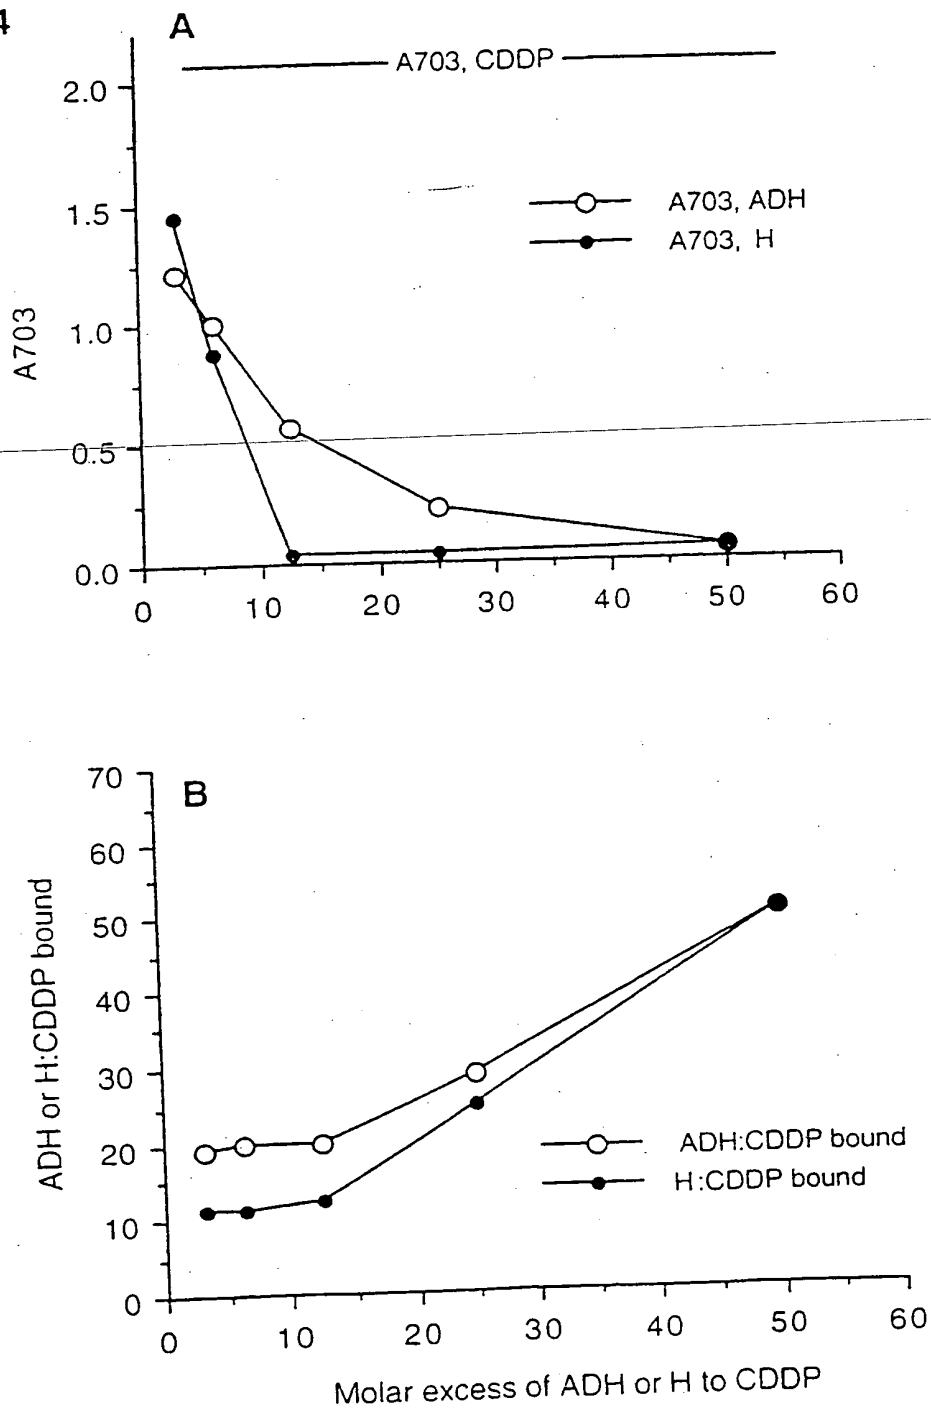 4
A
A703, CDDP
2.0
1.5
1.0
0.5
0.0
A703
A703, ADH
A703, H
0 10 20 30 40 50 60
B
70
60
50
40
30
20
10
0
ADH or H:CDDP bound
ADH:CDDP bound
H:CDDP bound
0 10 20 30 40 50 60
Molar excess of ADH or H to CDDP